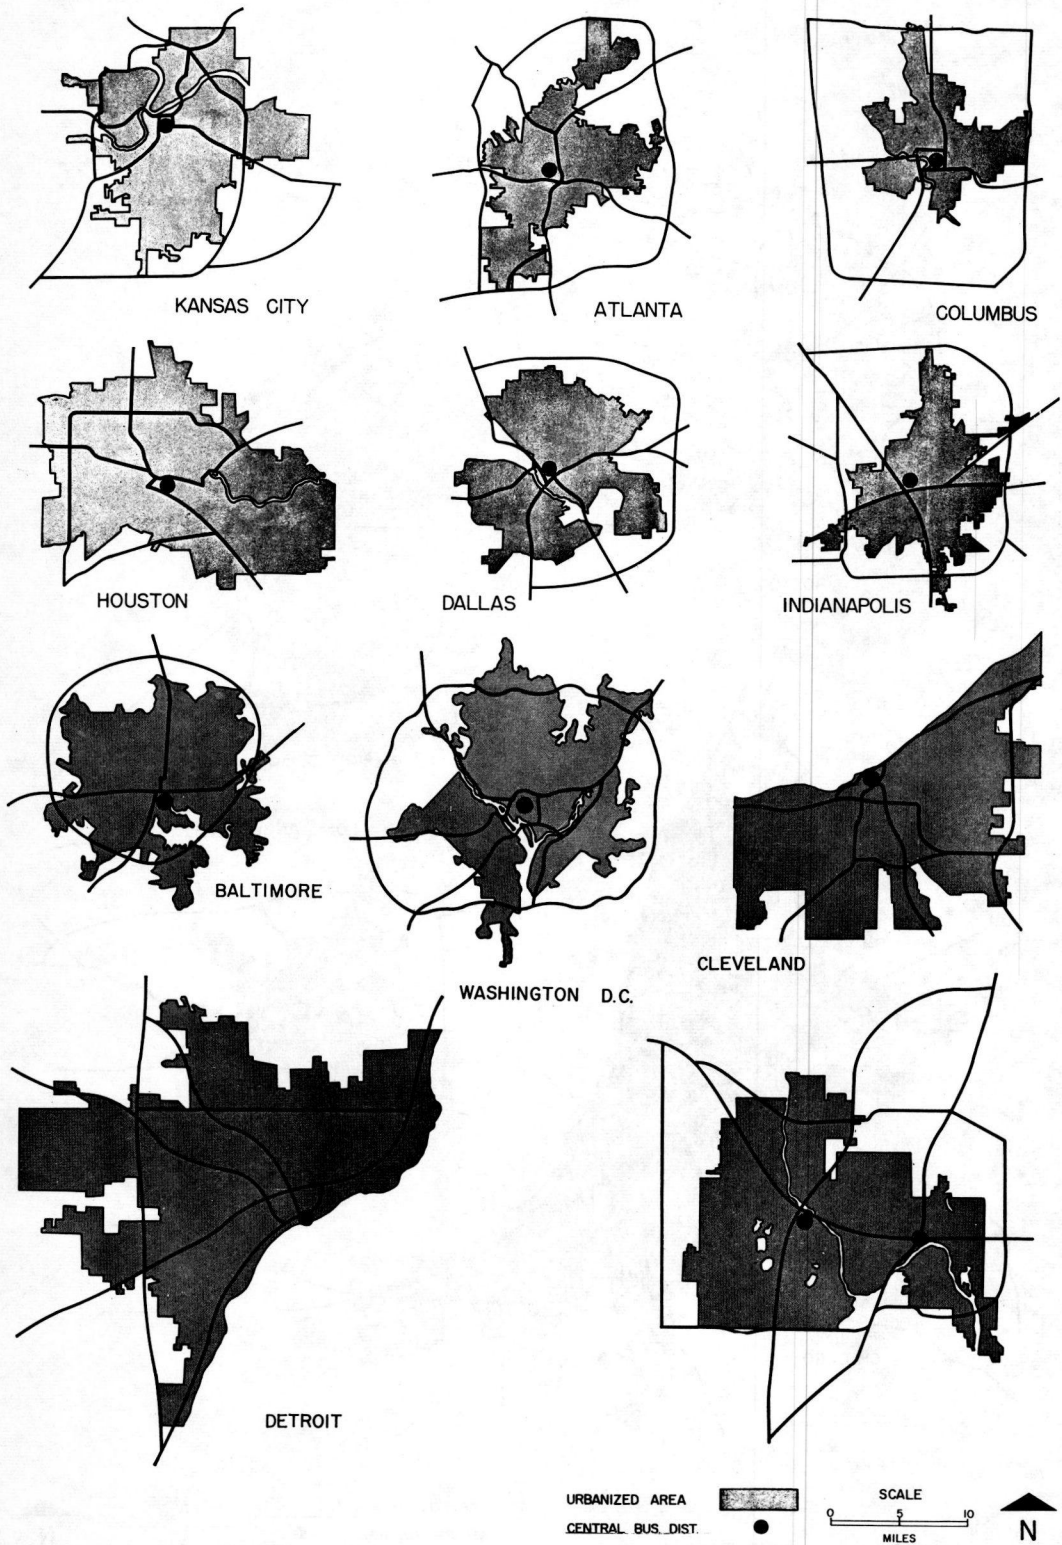 KANSAS CITY
ATLANTA
COLUMBUS
HOUSTON
DALLAS
INDIANAPOLIS
BALTIMORE
WASHINGTON D.C.
CLEVELAND
DETROIT
URBANIZED AREA
CENTRAL BUS. DIST.
SCALE
0 5 10
MILES
N